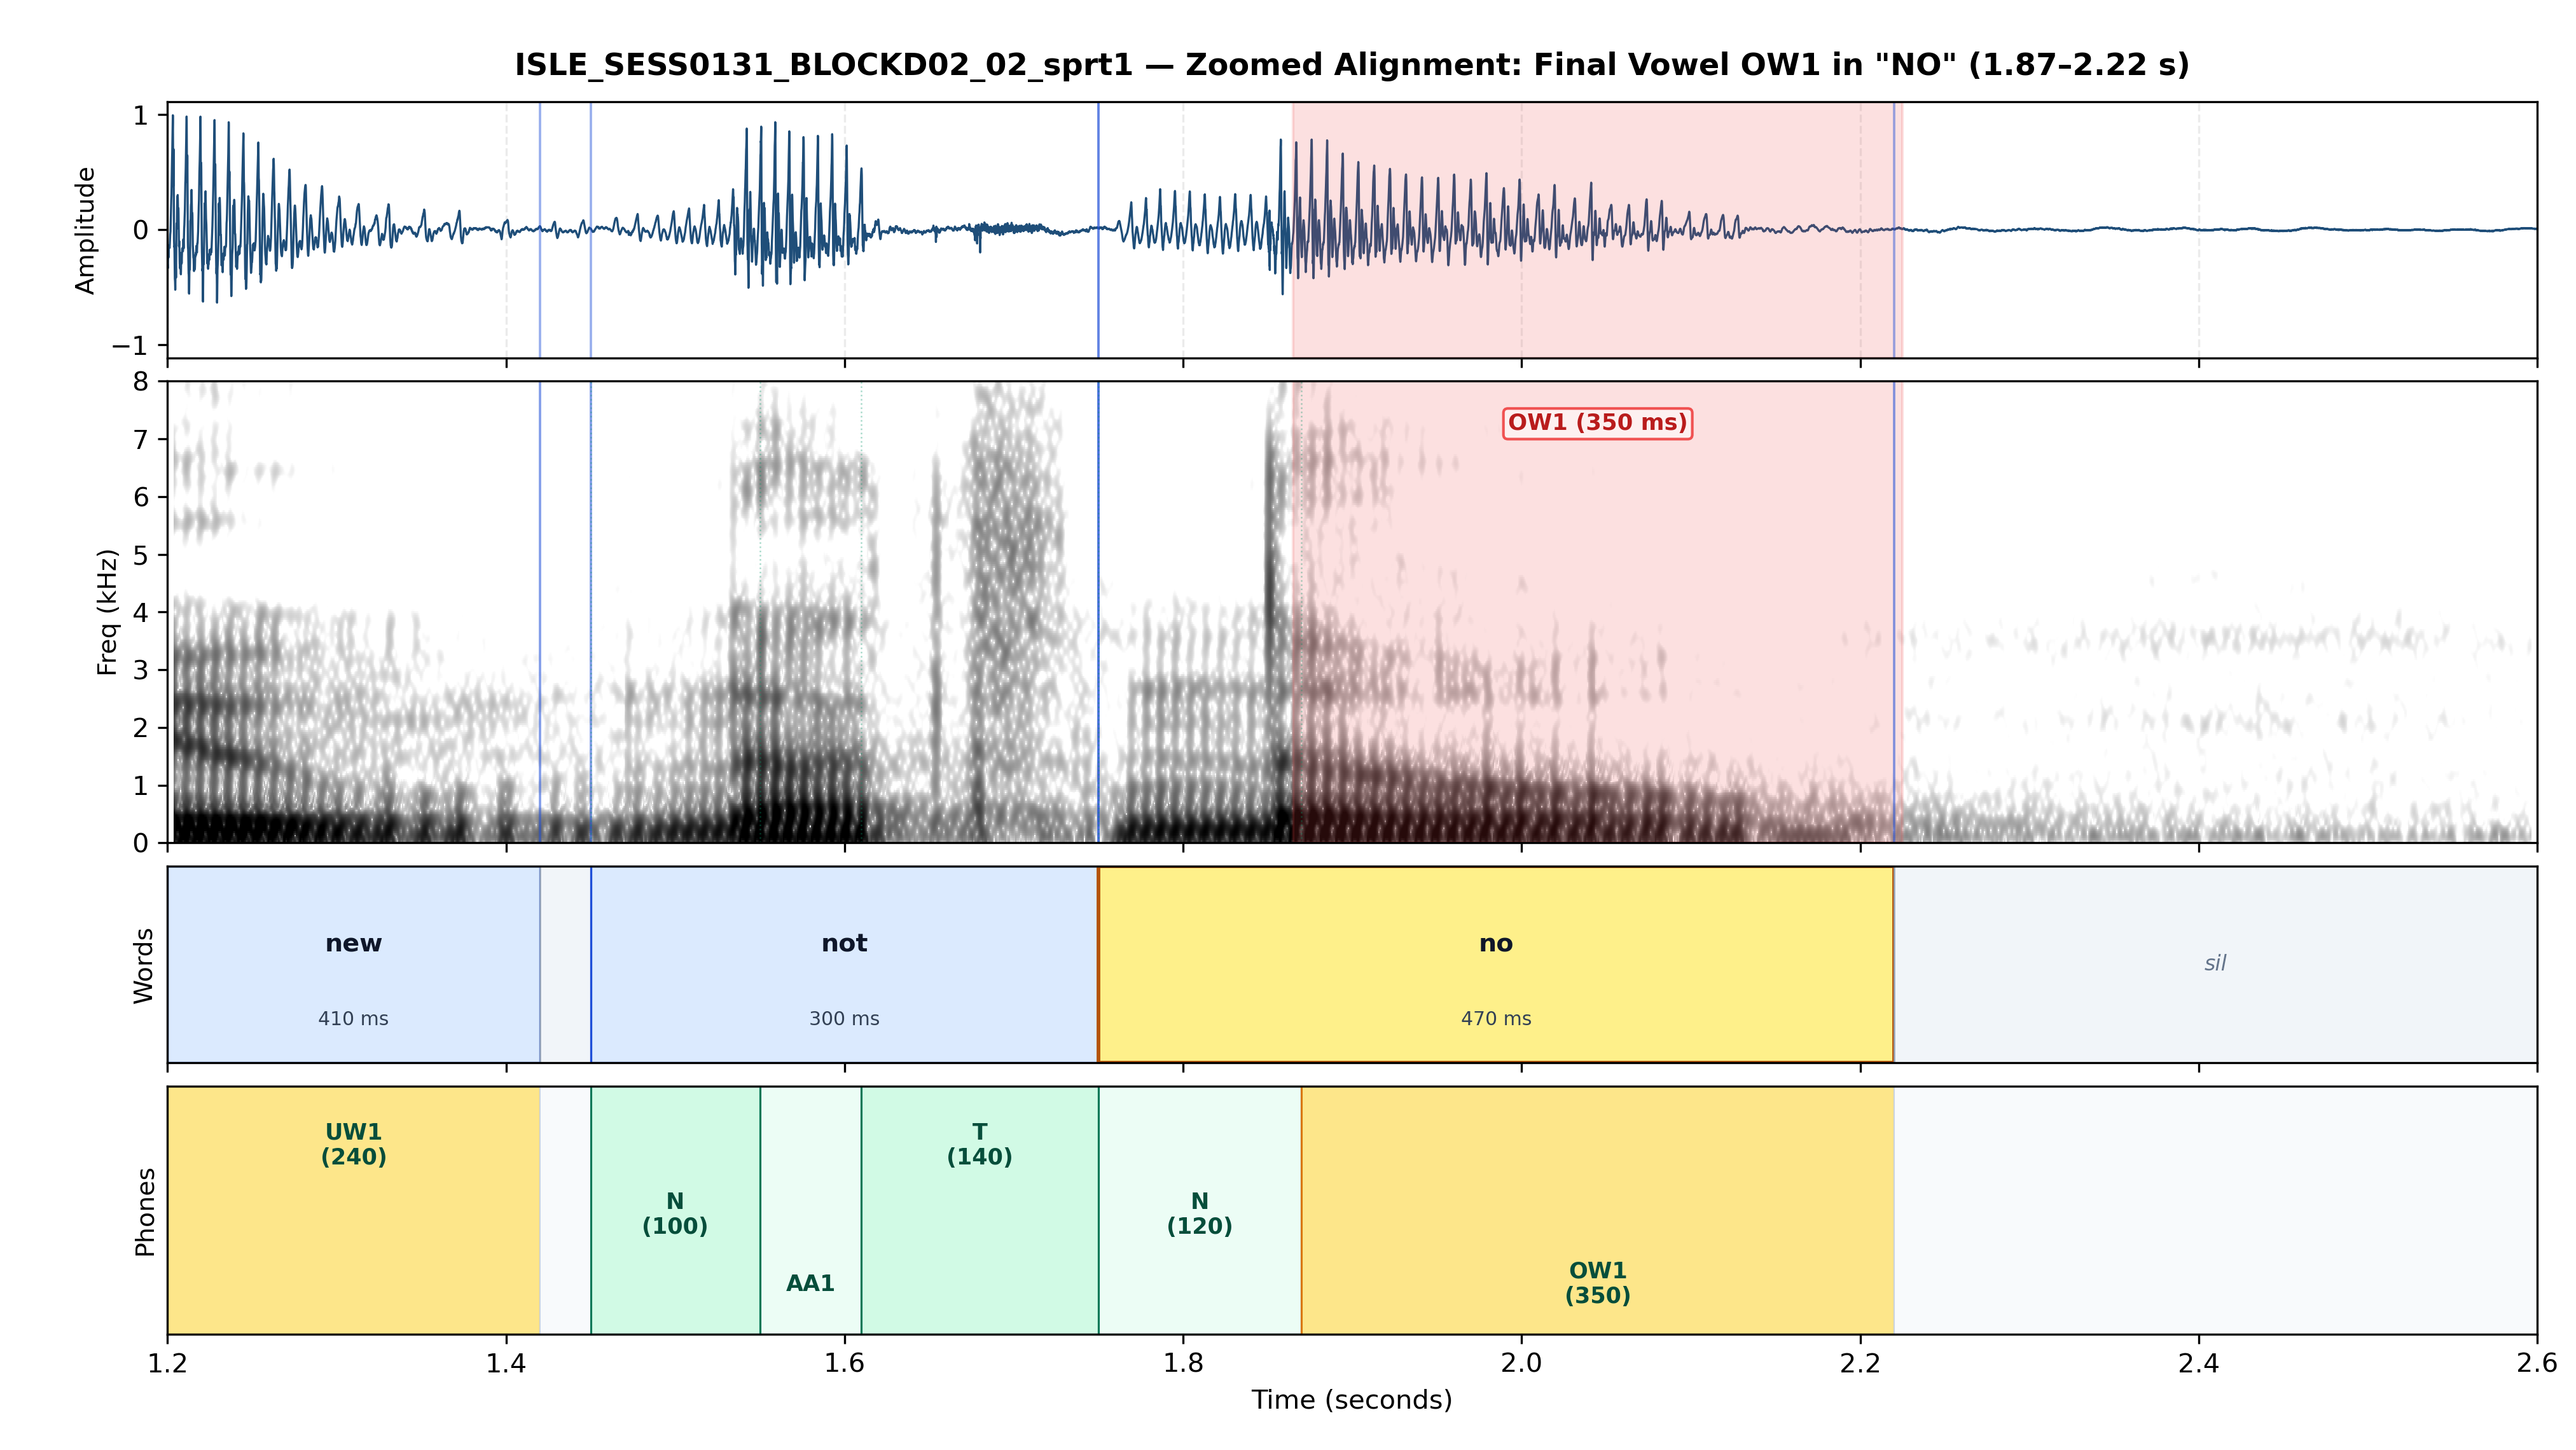 ISLE_SESS0131_BLOCKD02_02_sprt1 — Zoomed Alignment: Final Vowel OW1 in "NO" (1.87–2.22 s)
Amplitude
1
0
−1
Freq (kHz)
8
7
6
5
4
3
2
1
0
OW1 (350 ms)
Words
new
410 ms
not
300 ms
no
470 ms
sil
Phones
UW1
(240)
N
(100)
AA1
T
(140)
N
(120)
OW1
(350)
1.2 1.4 1.6 1.8 2.0 2.2 2.4 2.6
Time (seconds)